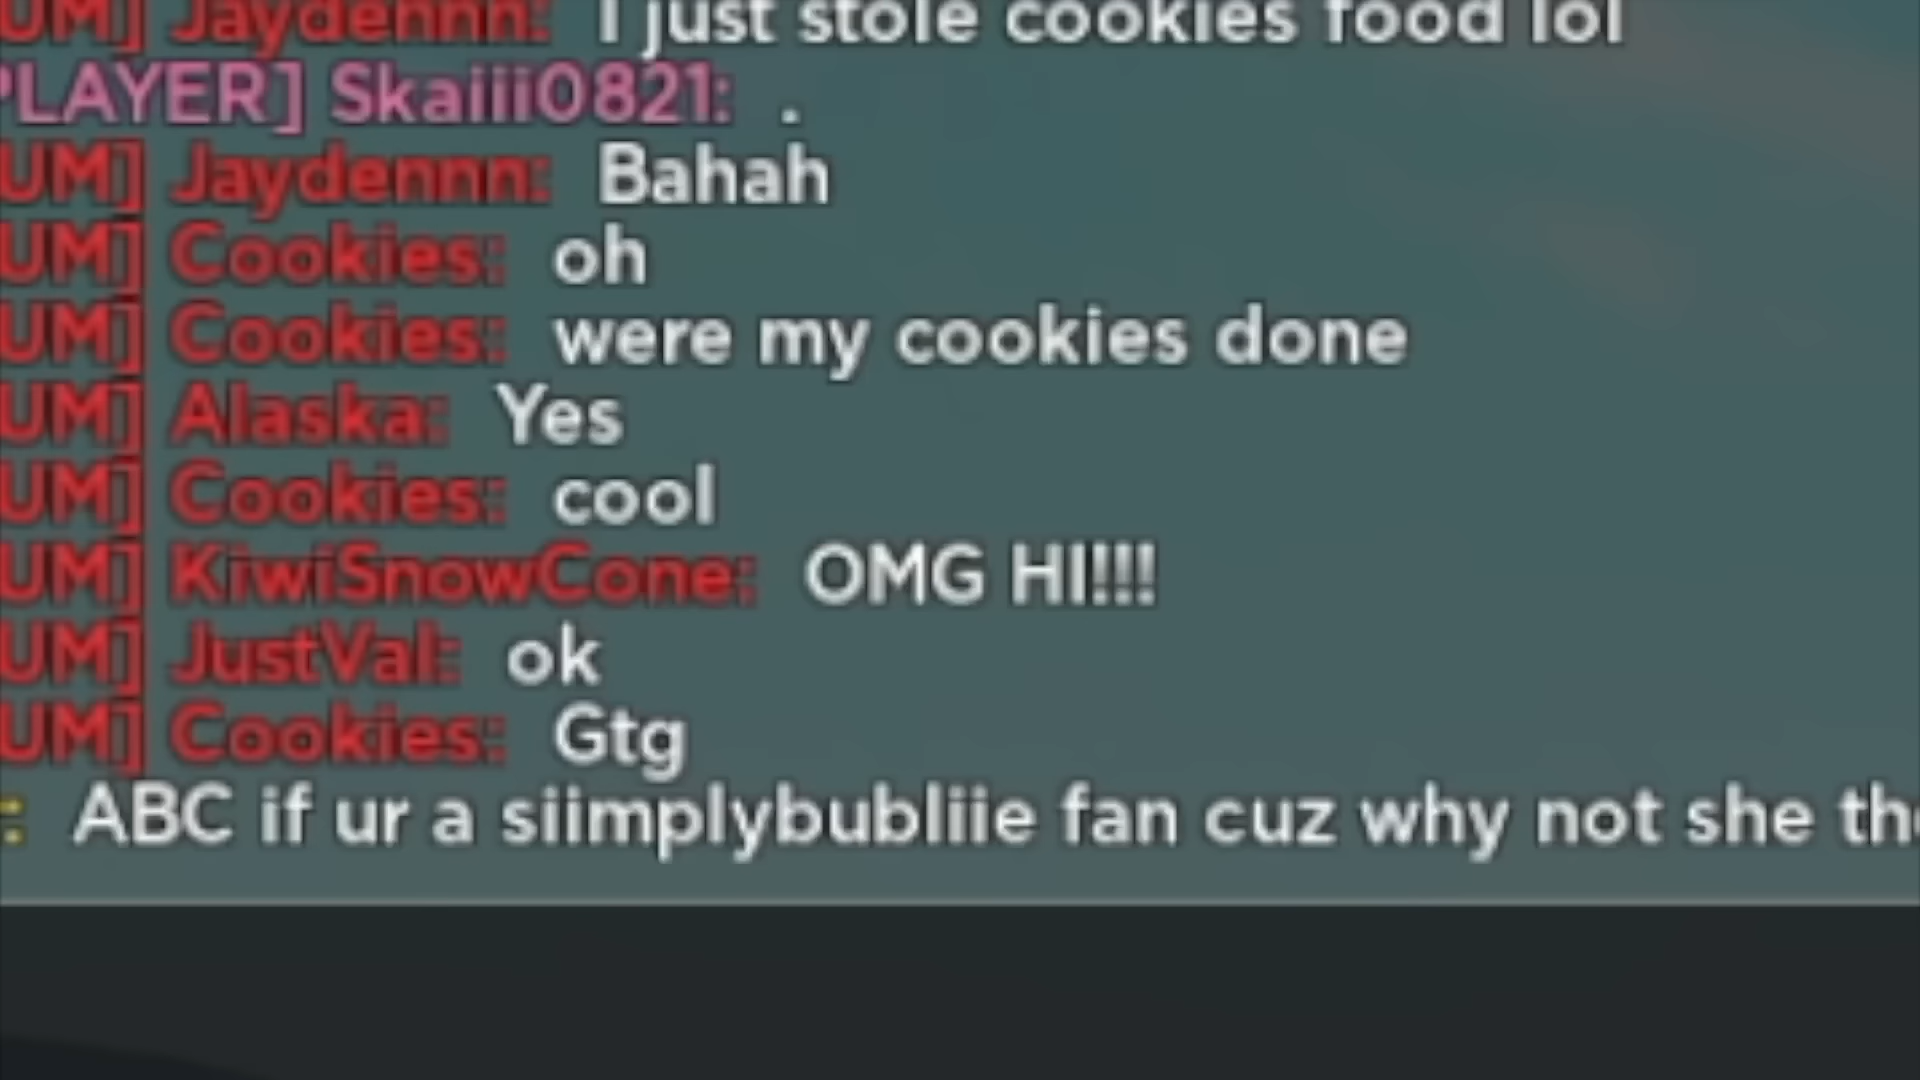 UM] Jaydennn: I just stole cookies food lol
PLAYER] Skaiii0821: .
UM] Jaydennn: Bahah
UM] Cookies: oh
UM] Cookies: were my cookies done
UM] Alaska: Yes
UM] Cookies: cool
UM] KiwiSnowCone: OMG HI!!!
UM] JustVal: ok
UM] Cookies: Gtg
: ABC if ur a siimplybubliie fan cuz why not she